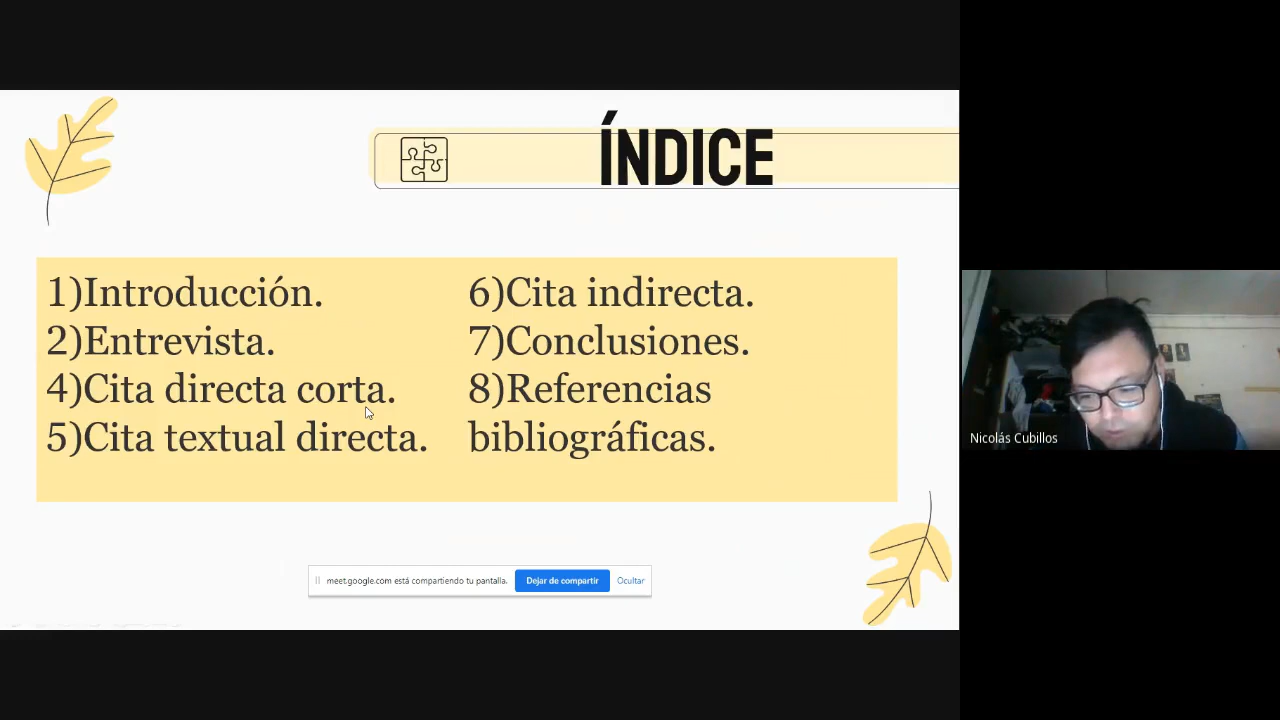 ÍNDICE
1)Introducción.
2)Entrevista.
4)Cita directa corta.
5)Cita textual directa.
6)Cita indirecta.
7)Conclusiones.
8)Referencias
bibliográficas.
meet.google.com está compartiendo tu pantalla.
Dejar de compartir
Ocultar
Nicolás Cubillos